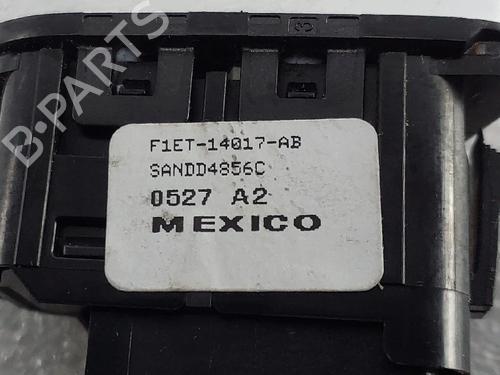 B-PARTS
F1ET-14017-AB
SANDD4856C
0527 A2
MEXICO